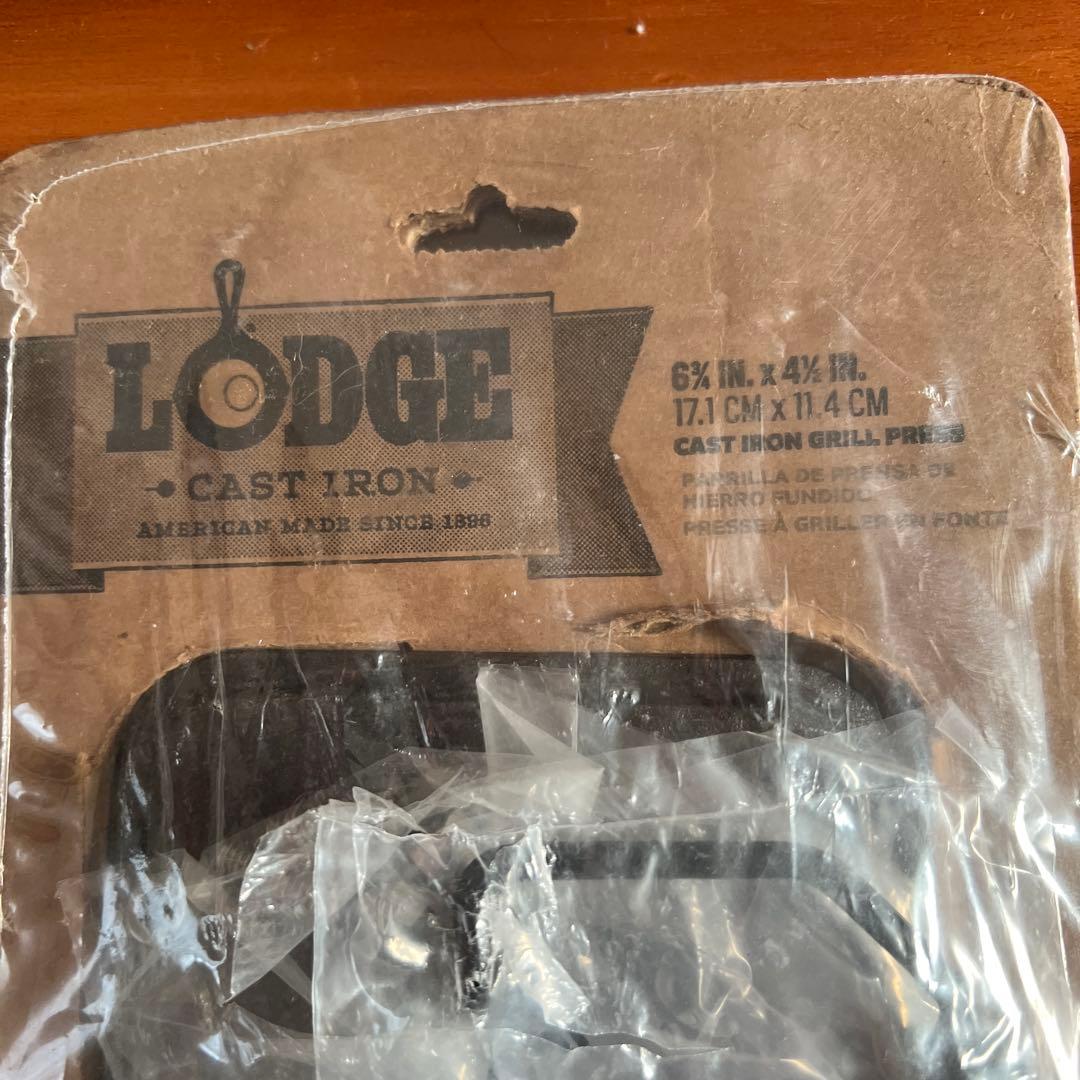 LODGE
CAST IRON
AMERICAN MADE SINCE 1896
6¾ IN. x 4½ IN.
17.1 CM x 11.4 CM
CAST IRON GRILL PRESS
PARRILLA DE PRENSA DE
HIERRO FUNDIDO
PRESSE À GRILLER EN FONTE